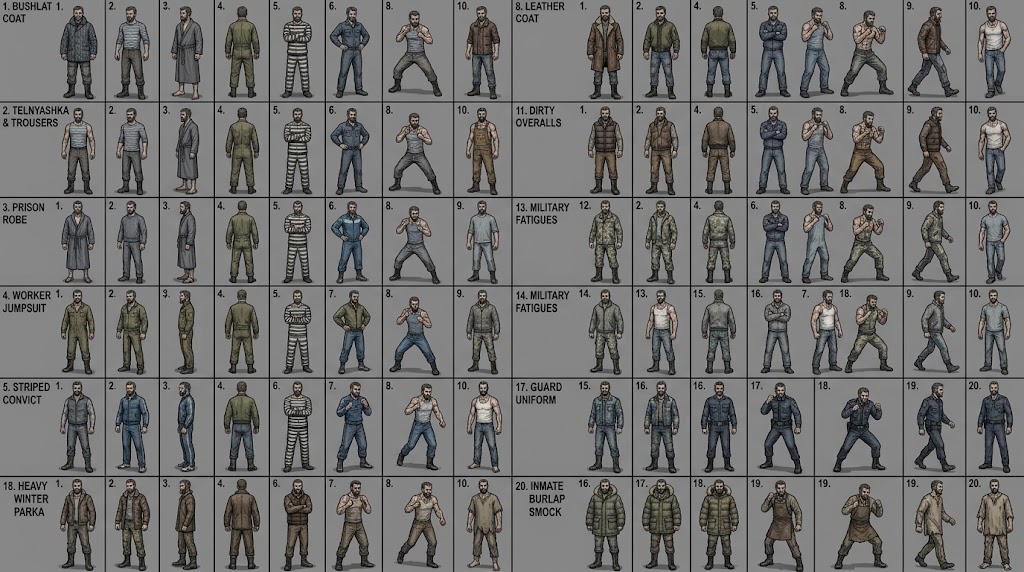 1. BUSHLAT
COAT
1. 2. 3. 4. 5. 6. 8. 10.
8. LEATHER
COAT
1. 2. 4. 5. 8. 9. 10.
2. TELNYASHKA
& TROUSERS
1. 2. 3. 4. 5. 6. 8. 10.
11. DIRTY
OVERALLS
1. 2. 4. 5. 8. 9. 10.
3. PRISON
ROBE
1. 2. 3. 4. 5. 6. 8. 9.
13. MILITARY
FATIGUES
12. 2. 4. 6. 8. 9. 10.
4. WORKER
JUMPSUIT
1. 2. 3. 4. 5. 7. 8. 9.
14. MILITARY
FATIGUES
14. 13. 15. 16. 7. 18. 9. 10.
5. STRIPED
CONVICT
1. 2. 3. 4. 6. 7. 8. 10.
17. GUARD
UNIFORM
15. 16. 16. 17. 18. 19. 20.
18. HEAVY
WINTER
PARKA
1. 2. 3. 4. 6. 7. 8. 10.
20. INMATE
BURLAP
SMOCK
16. 17. 18. 19. 19. 19. 20.